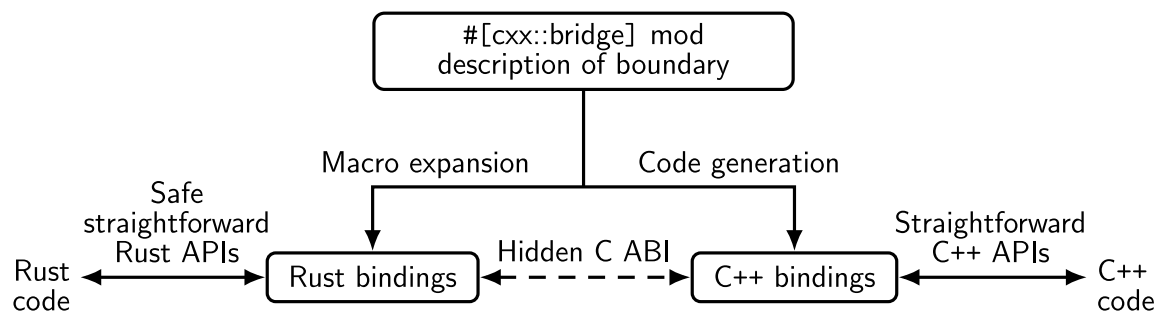 #[cxx::bridge] mod
description of boundary
Macro expansion
Code generation
Safe
straightforward
Rust APIs
Straightforward
C++ APIs
Hidden C ABI
Rust
code
Rust bindings
C++ bindings
C++
code